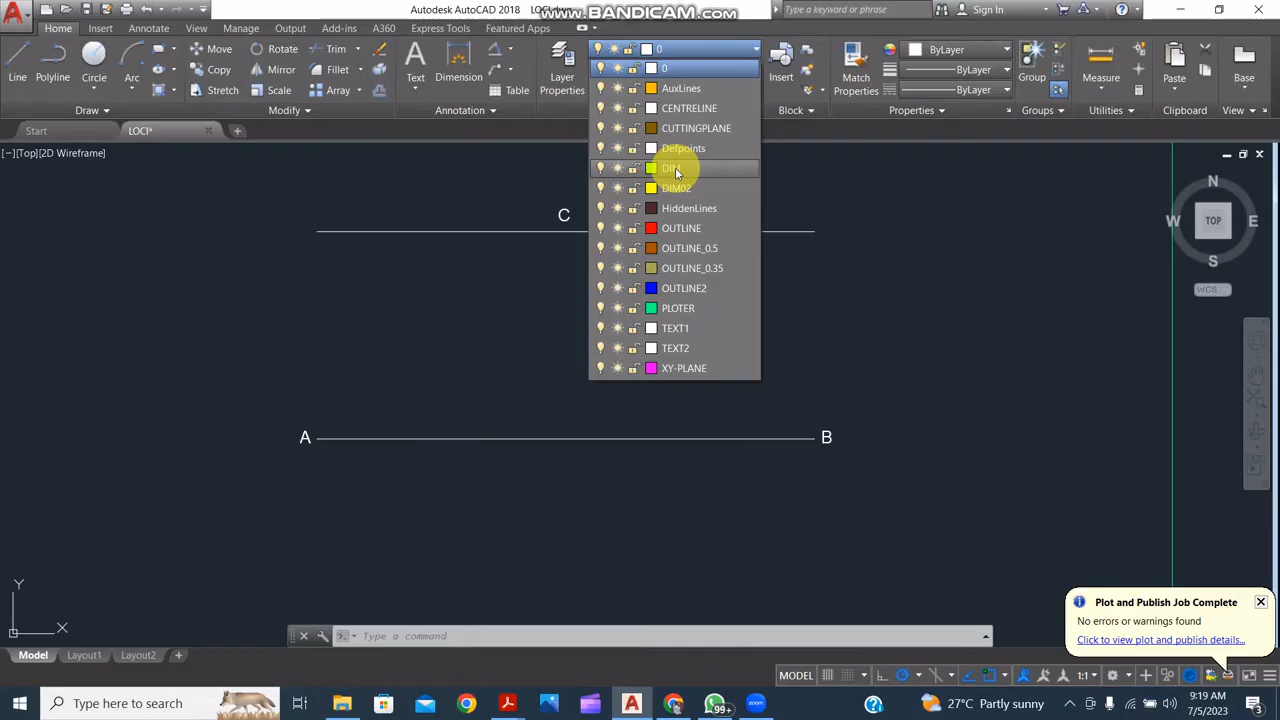 Autodesk AutoCAD 2018 LOCI.dwg
www.BANDICAM.com
Type a keyword or phrase
Sign In
Home Insert Annotate View Manage Output Add-ins A360 Express Tools Featured Apps
Line Polyline Circle Arc
Move Rotate Trim
Copy Mirror Fillet
Stretch Scale Array
Text Dimension Table
Layer Properties
0
Insert
Match Properties
ByLayer
ByLayer
ByLayer
Group Measure Paste Base
Draw Modify Annotation Block Properties Groups Utilities Clipboard View
0
AuxLines
CENTRELINE
CUTTINGPLANE
Defpoints
DIM
DIM02
HiddenLines
OUTLINE
OUTLINE_0.5
OUTLINE_0.35
OUTLINE2
PLOTER
TEXT1
TEXT2
XY-PLANE
Start LOCI*
[−][Top][2D Wireframe]
C
A B
N
W TOP E
S
WCS
Y
X
Plot and Publish Job Complete
No errors or warnings found
Click to view plot and publish details...
Type a command
Model Layout1 Layout2
MODEL 1:1
Type here to search
99+
27°C Partly sunny
9:19 AM
7/5/2023
3